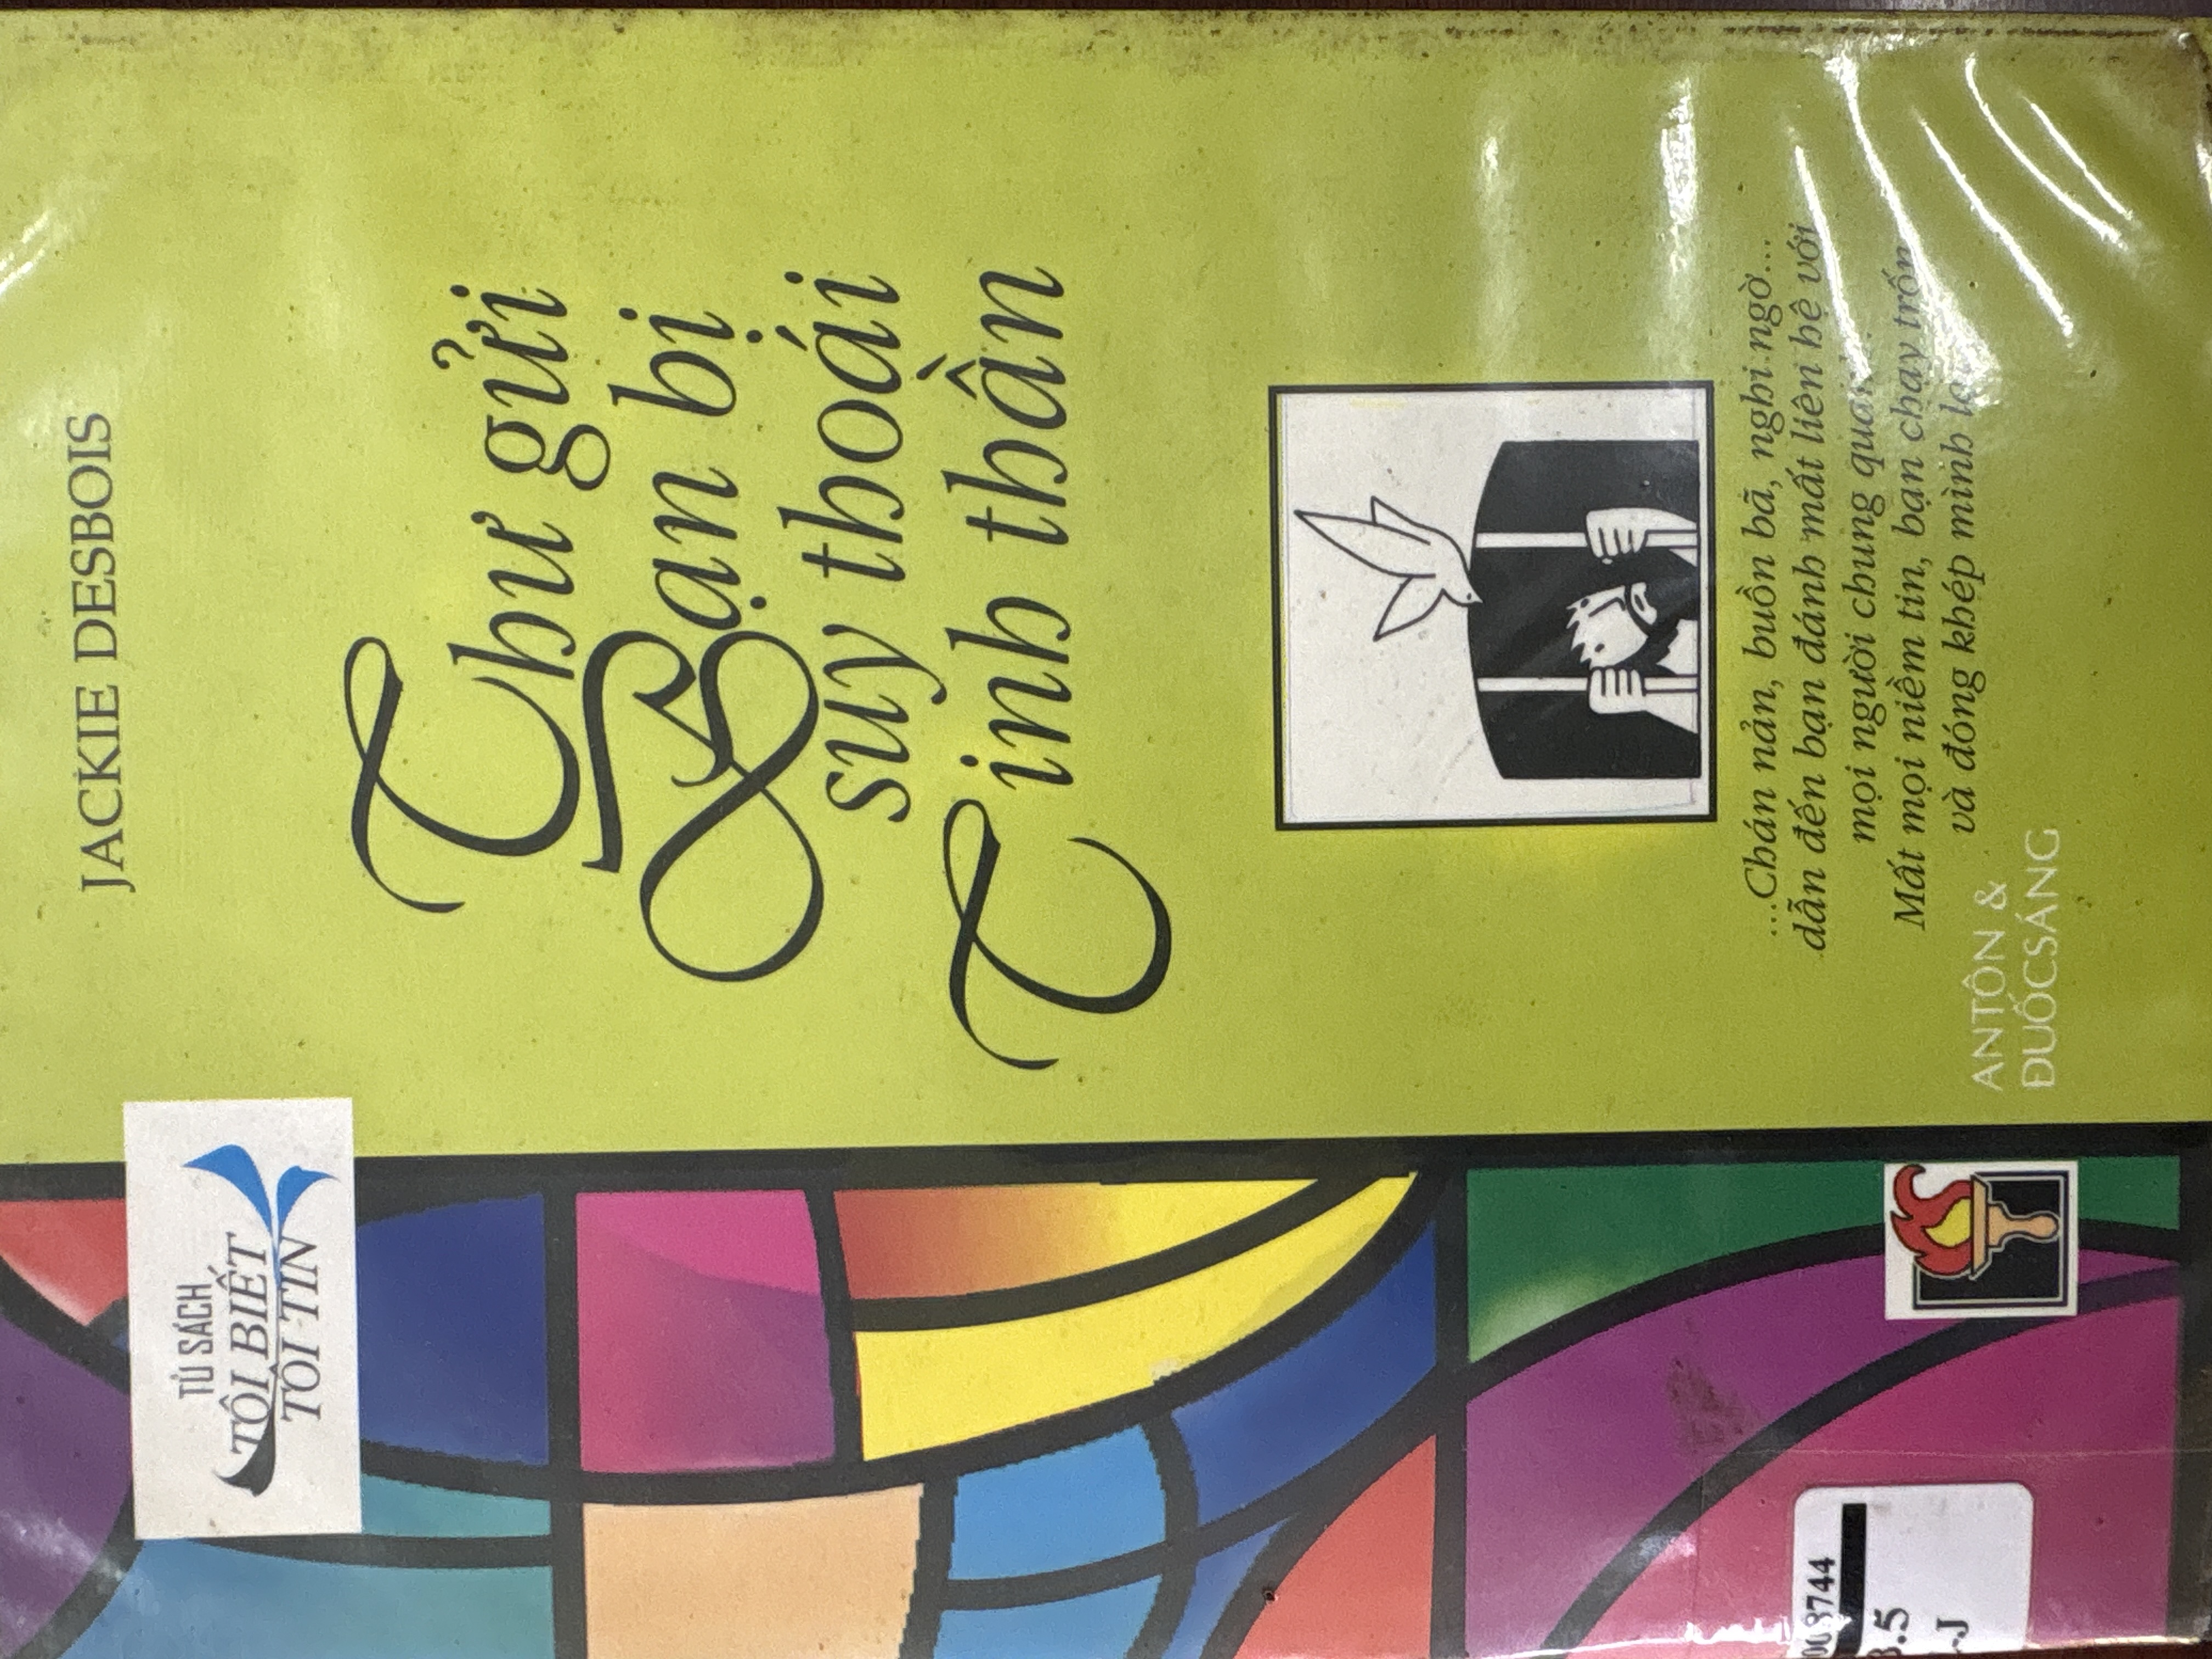 JACKIE DESBOIS
TỦ SÁCH
TÔI BIẾT
TÔI TIN
Thư gửi
Bạn bị
suy thoái
Tinh thần
...Chán nản, buồn bã, nghi ngờ...
dẫn đến bạn đánh mất liên hệ với
mọi người chung
Mất mọi niềm tin, bạn chạy trốn
và đóng khép mình
ANTÔN &
ĐUỐCSÁNG